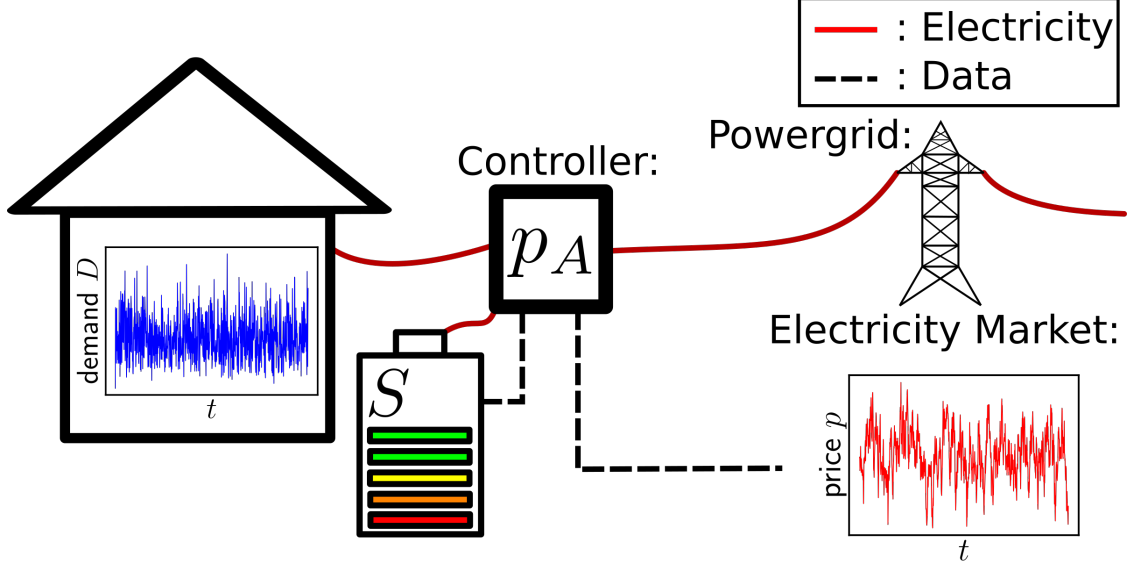 : Electricity
: Data
Powergrid:
Controller:
p_A
demand D
t
S
Electricity Market:
price p
t